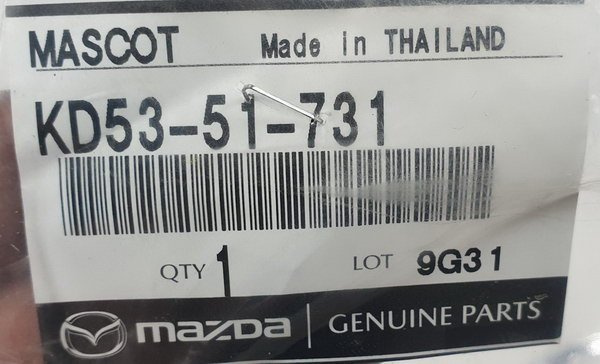 MASCOT Made in THAILAND
KD53-51-731
QTY 1 LOT 9G31
mazda GENUINE PARTS